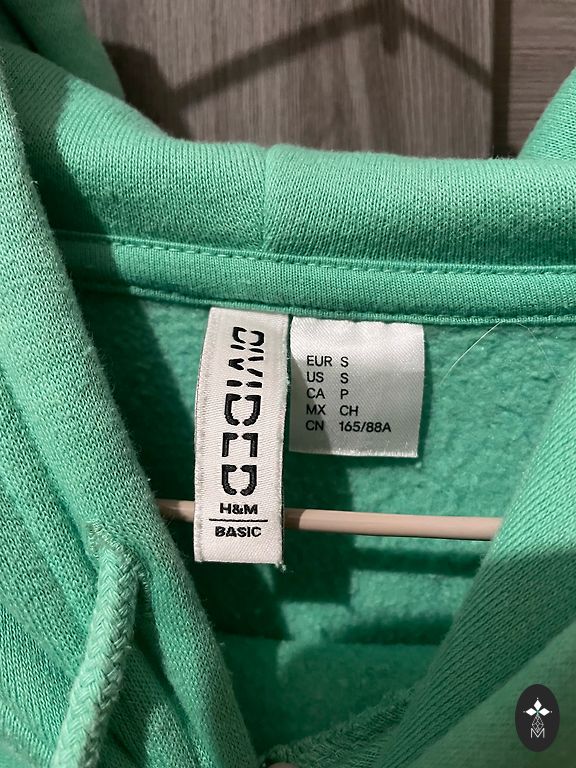 DIVIDED
H&M
BASIC
EUR S
US S
CA P
MX CH
CN 165/88A
M